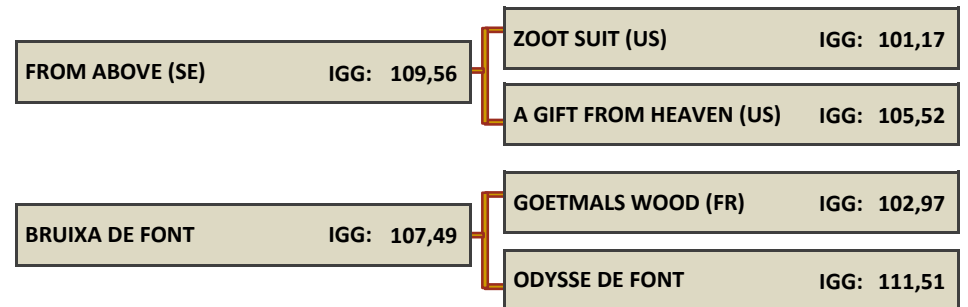 ZOOT SUIT (US) IGG: 101,17
FROM ABOVE (SE) IGG: 109,56
A GIFT FROM HEAVEN (US) IGG: 105,52
GOETMALS WOOD (FR) IGG: 102,97
BRUIXA DE FONT IGG: 107,49
ODYSSE DE FONT IGG: 111,51